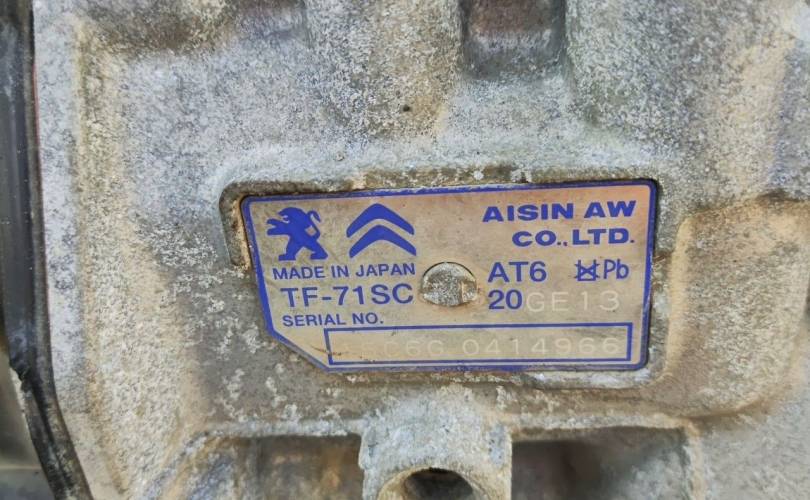 AISIN AW
CO.,LTD.
MADE IN JAPAN
AT6 Pb
TF-71SC
20GE13
SERIAL NO.
0414966